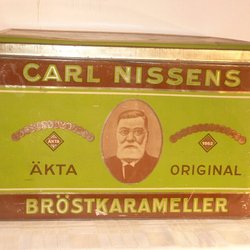 CARL NISSENS
ÄKTA
ORIGINAL
BRÖSTKARAMELLER